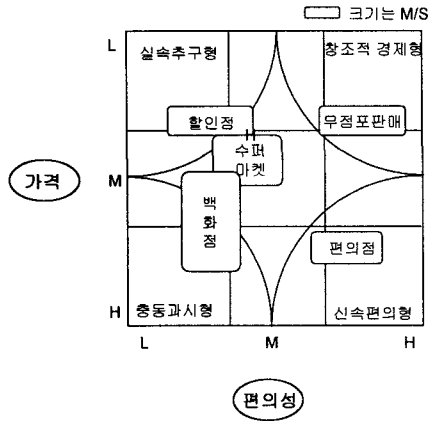 크기는 M/S
L
실속추구형
창조적 경제형
할인점
무점포판매
H
수퍼
마켓
가격
M
백
화
점
편의점
H
충동과시형
신속편의형
L
M
H
편의성